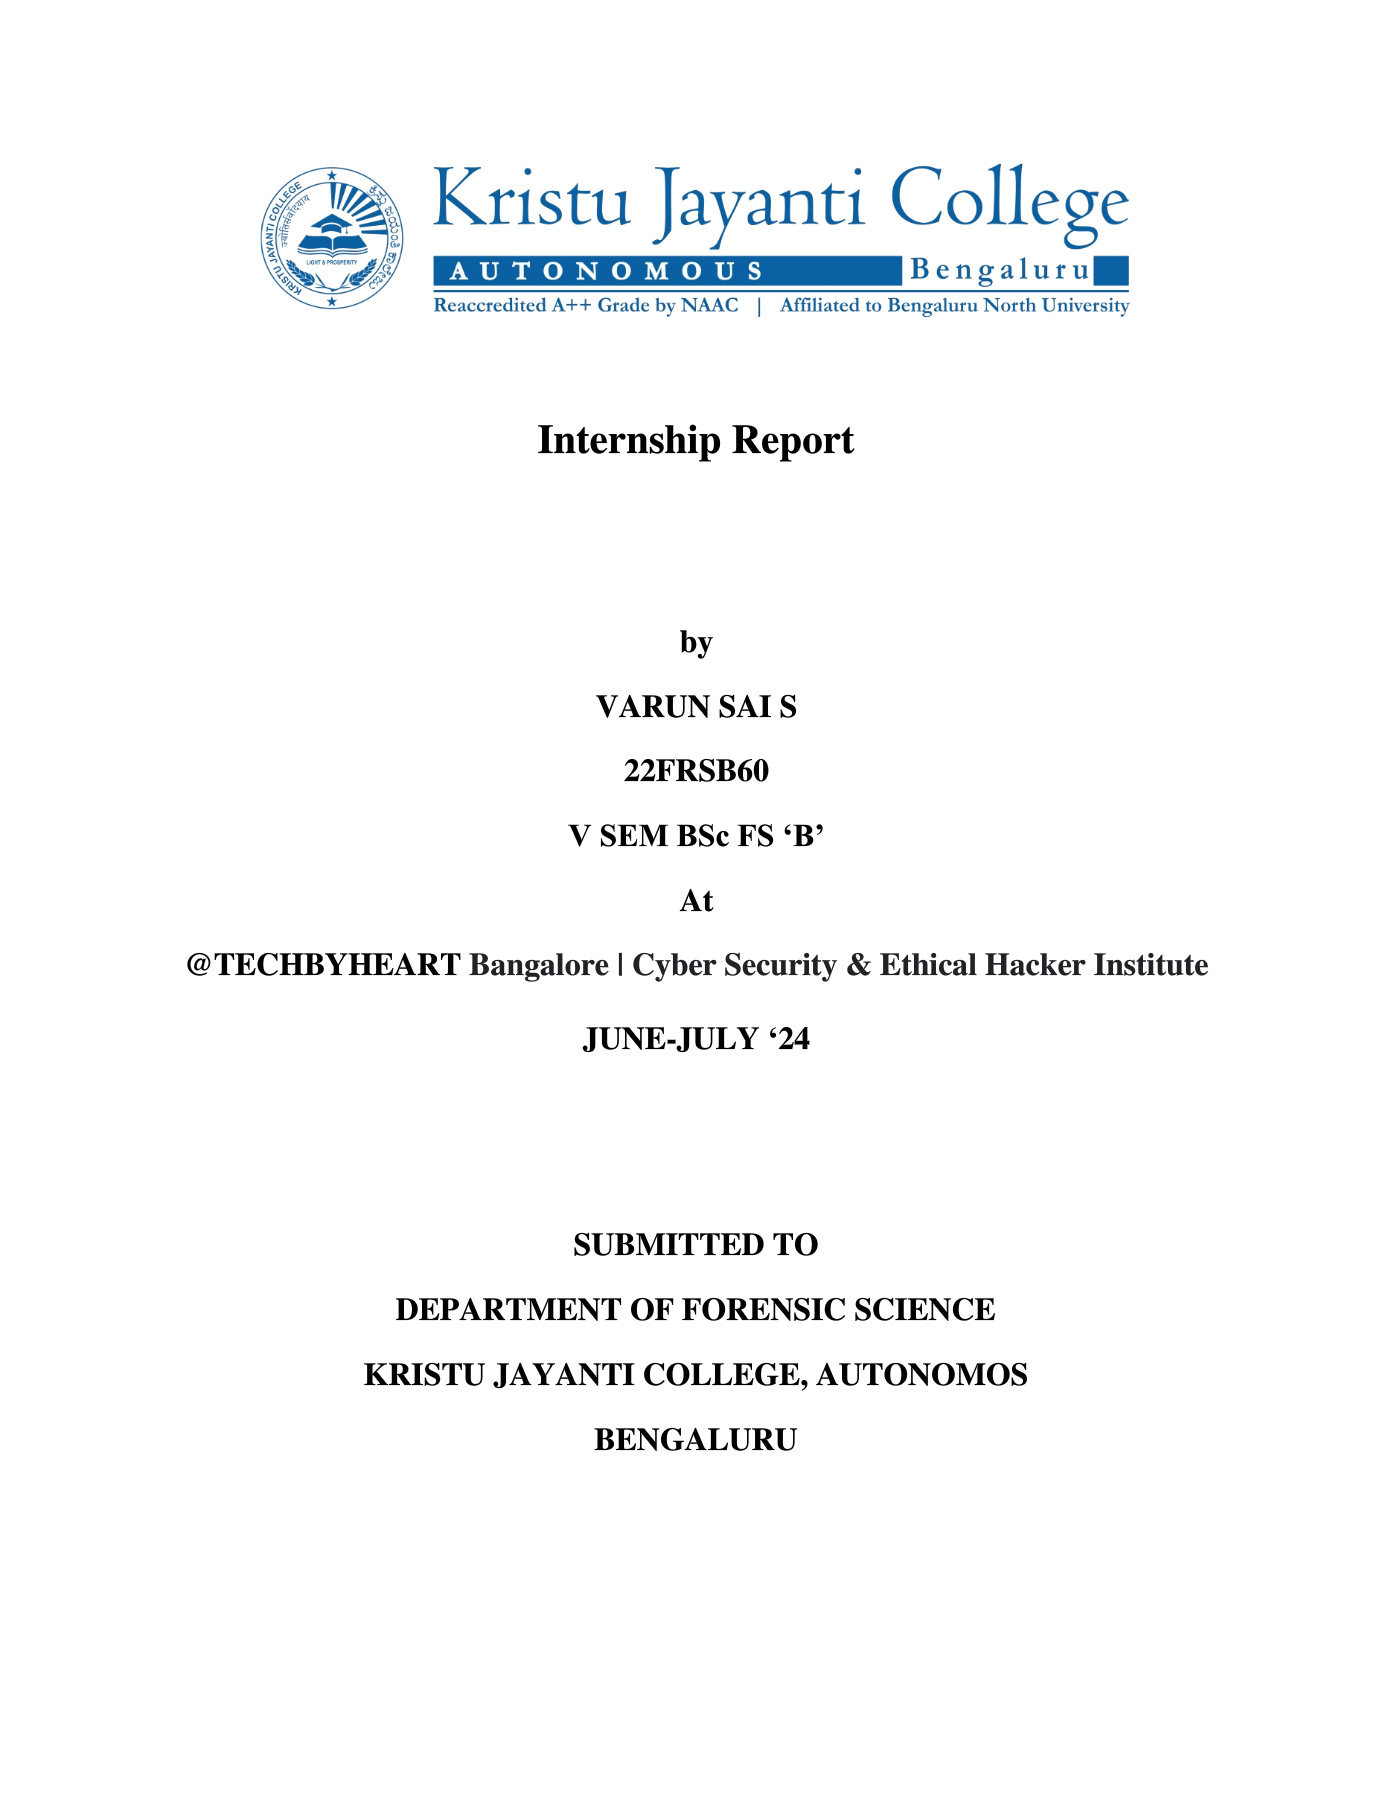 KRISTU JAYANTI COLLEGE
ಕ್ರಿಸ್ತು ಜಯಂತಿ ಕಾಲೇಜು
LIGHT & PROSPERITY
Kristu Jayanti College
AUTONOMOUS Bengaluru
Reaccredited A++ Grade by NAAC | Affiliated to Bengaluru North University
Internship Report
by
VARUN SAI S
22FRSB60
V SEM BSc FS ‘B’
At
@TECHBYHEART Bangalore | Cyber Security & Ethical Hacker Institute
JUNE-JULY ‘24
SUBMITTED TO
DEPARTMENT OF FORENSIC SCIENCE
KRISTU JAYANTI COLLEGE, AUTONOMOS
BENGALURU